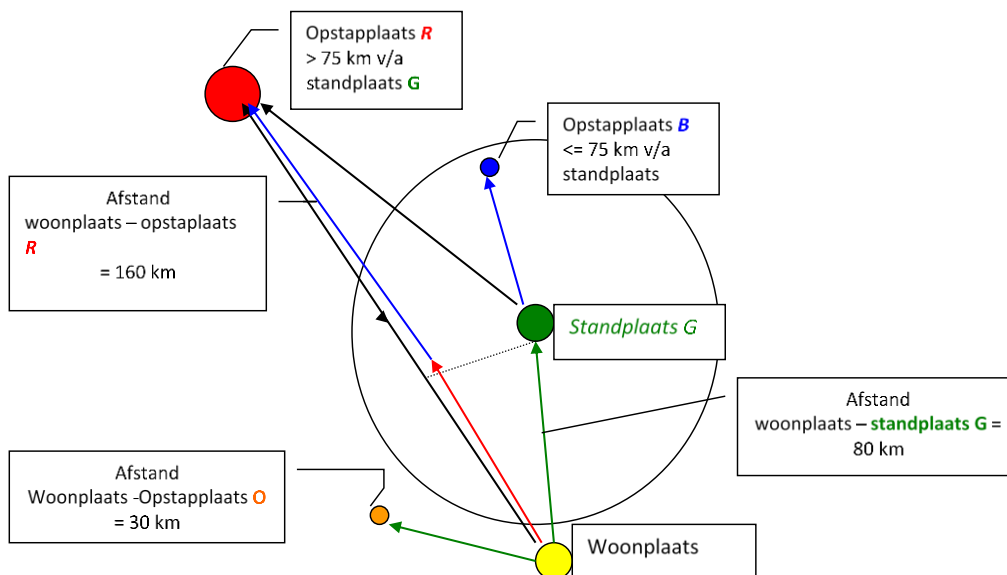 Opstapplaats R
> 75 km v/a
standplaats G
Opstapplaats B
<= 75 km v/a
standplaats
Afstand
woonplaats – opstaplaats
R
= 160 km
Standplaats G
Afstand
woonplaats – standplaats G =
80 km
Afstand
Woonplaats -Opstapplaats O
= 30 km
Woonplaats